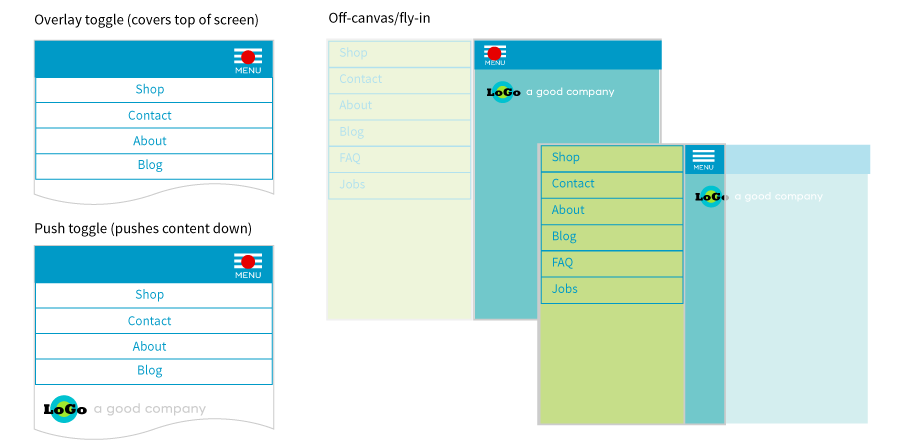 Overlay toggle (covers top of screen)
MENU
Shop
Contact
About
Blog
Push toggle (pushes content down)
MENU
Shop
Contact
About
Blog
LoGo a good company
Off-canvas/fly-in
Shop
Contact
About
Blog
FAQ
Jobs
MENU
LoGo a good company
Shop
Contact
About
Blog
FAQ
Jobs
MENU
LoGo a good company